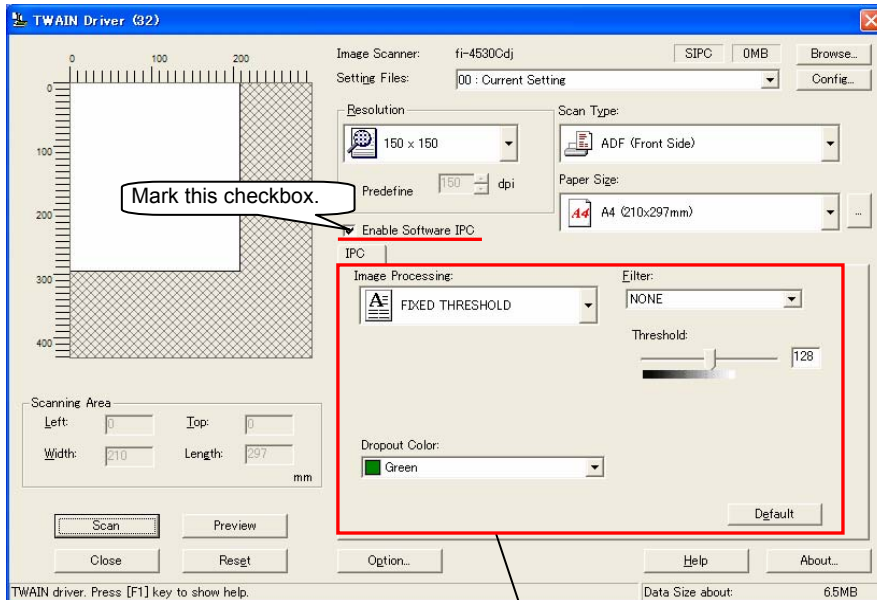 TWAIN Driver (32)
0 100 200
0
100
200
300
400
Image Scanner: fi-4530Cdj SIPC 0MB Browse...
Setting Files: 00 : Current Setting Config...
Resolution
150 x 150
Predefine 150 dpi
Scan Type:
ADF (Front Side)
Paper Size:
A4 A4 (210x297mm) ...
Mark this checkbox.
Enable Software IPC
IPC
Image Processing:
A FIXED THRESHOLD
Filter:
NONE
Threshold:
128
Dropout Color:
Green
Default
Scanning Area
Left: 0 Top: 0
Width: 210 Length: 297
mm
Scan Preview
Close Reset Option... Help About...
TWAIN driver. Press [F1] key to show help. Data Size about: 6.5MB